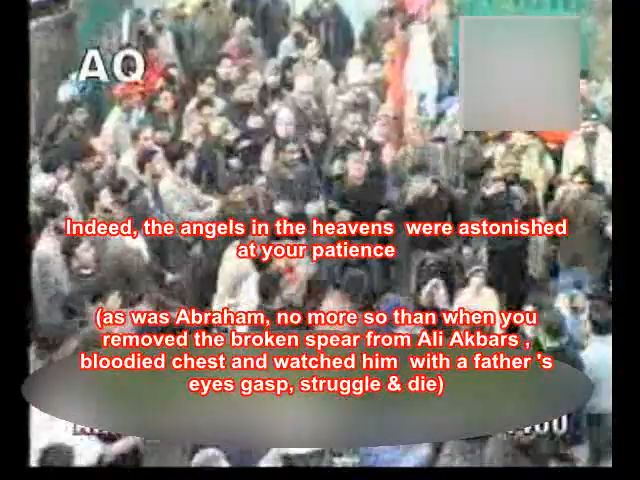 AQ
Indeed, the angels in the heavens were astonished
at your patience
(as was Abraham, no more so than when you
removed the broken spear from Ali Akbars ,
bloodied chest and watched him with a father 's
eyes gasp, struggle & die)